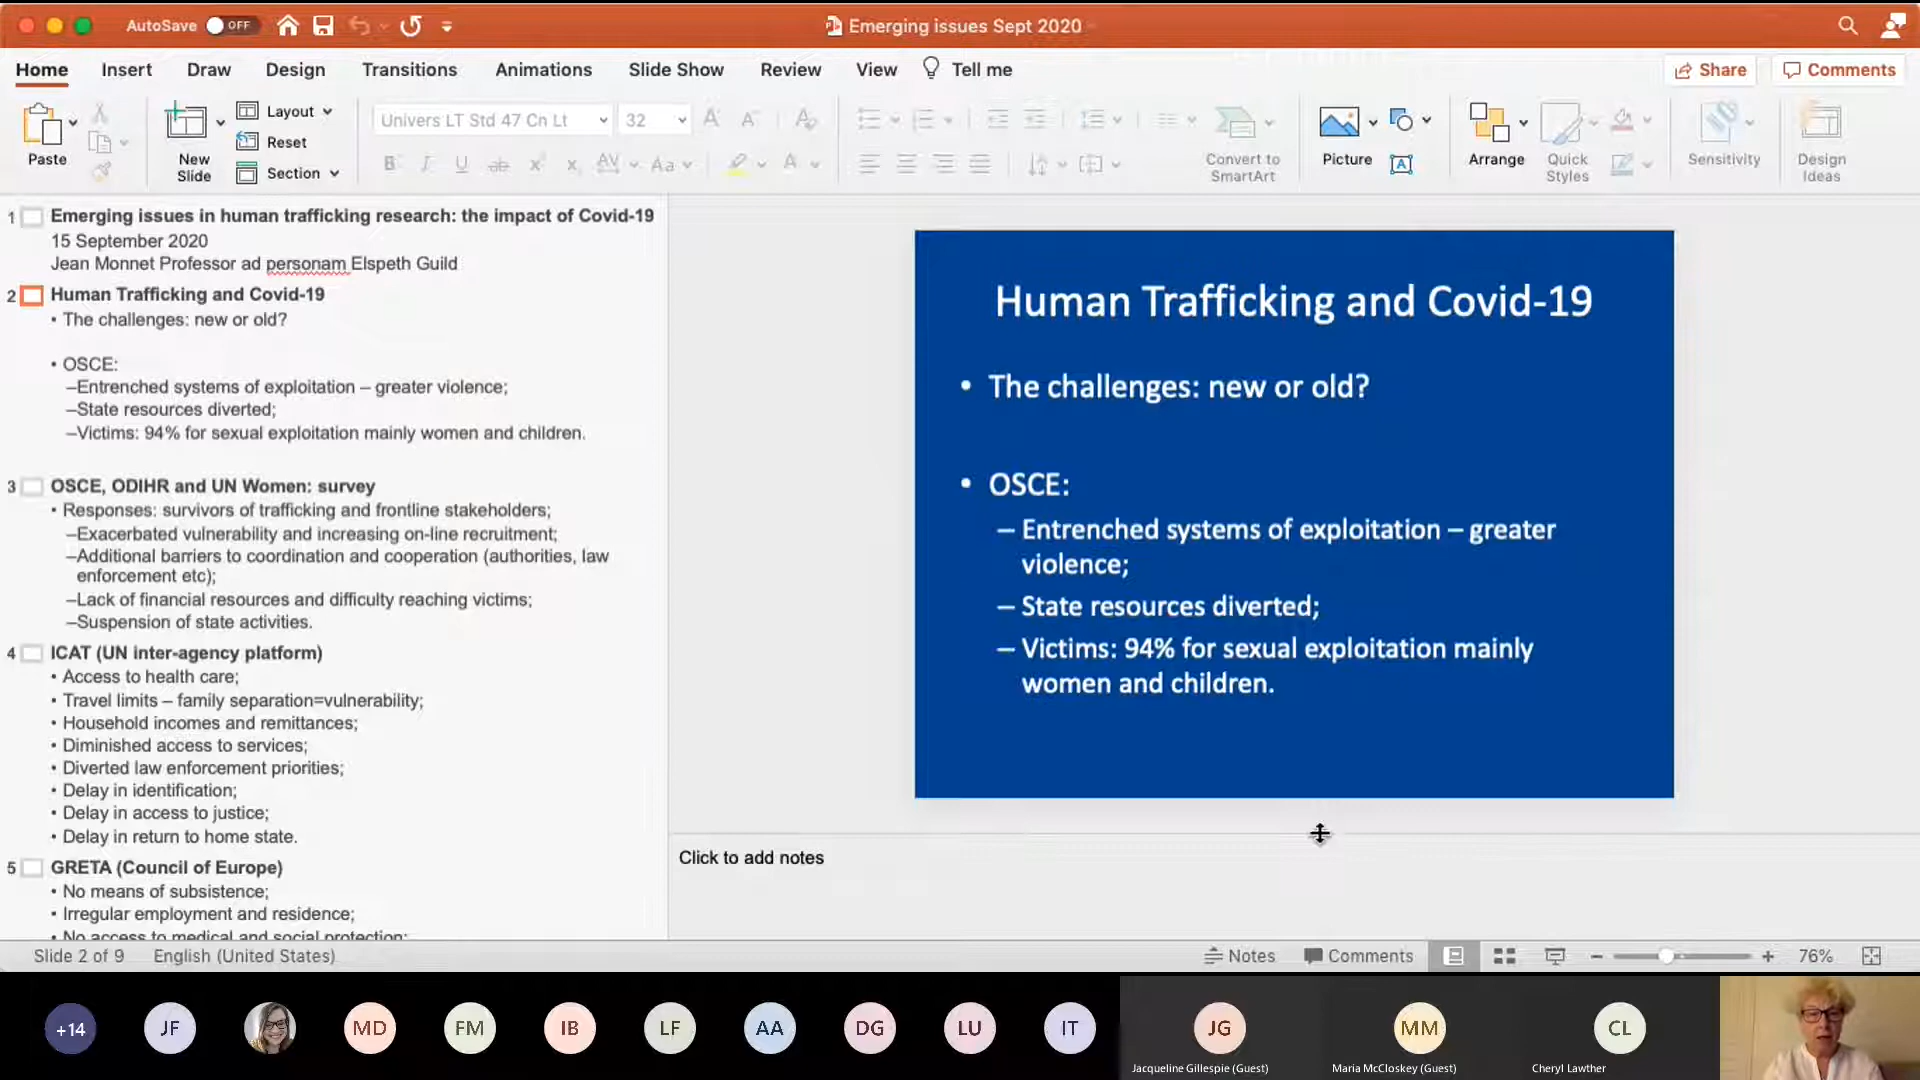 AutoSave OFF
Emerging issues Sept 2020
Home Insert Draw Design Transitions Animations Slide Show Review View Tell me
Share Comments
Paste
New
Slide
Layout
Reset
Section
Univers LT Std 47 Cn Lt 32
Convert to
SmartArt
Picture
Arrange
Quick
Styles
Sensitivity
Design
Ideas
1 Emerging issues in human trafficking research: the impact of Covid-19
15 September 2020
Jean Monnet Professor ad personam Elspeth Guild
2 Human Trafficking and Covid-19
• The challenges: new or old?
• OSCE:
–Entrenched systems of exploitation – greater violence;
–State resources diverted;
–Victims: 94% for sexual exploitation mainly women and children.
3 OSCE, ODIHR and UN Women: survey
• Responses: survivors of trafficking and frontline stakeholders;
–Exacerbated vulnerability and increasing on-line recruitment;
–Additional barriers to coordination and cooperation (authorities, law
enforcement etc);
–Lack of financial resources and difficulty reaching victims;
–Suspension of state activities.
4 ICAT (UN inter-agency platform)
• Access to health care;
• Travel limits – family separation=vulnerability;
• Household incomes and remittances;
• Diminished access to services;
• Diverted law enforcement priorities;
• Delay in identification;
• Delay in access to justice;
• Delay in return to home state.
5 GRETA (Council of Europe)
• No means of subsistence;
• Irregular employment and residence;
• No access to medical and social protection;
Human Trafficking and Covid-19
• The challenges: new or old?
• OSCE:
– Entrenched systems of exploitation – greater
violence;
– State resources diverted;
– Victims: 94% for sexual exploitation mainly
women and children.
Click to add notes
Slide 2 of 9 English (United States)
Notes Comments 76%
+14 JF MD FM IB LF AA DG LU IT JG MM CL
Jacqueline Gillespie (Guest) Maria McCloskey (Guest) Cheryl Lawther